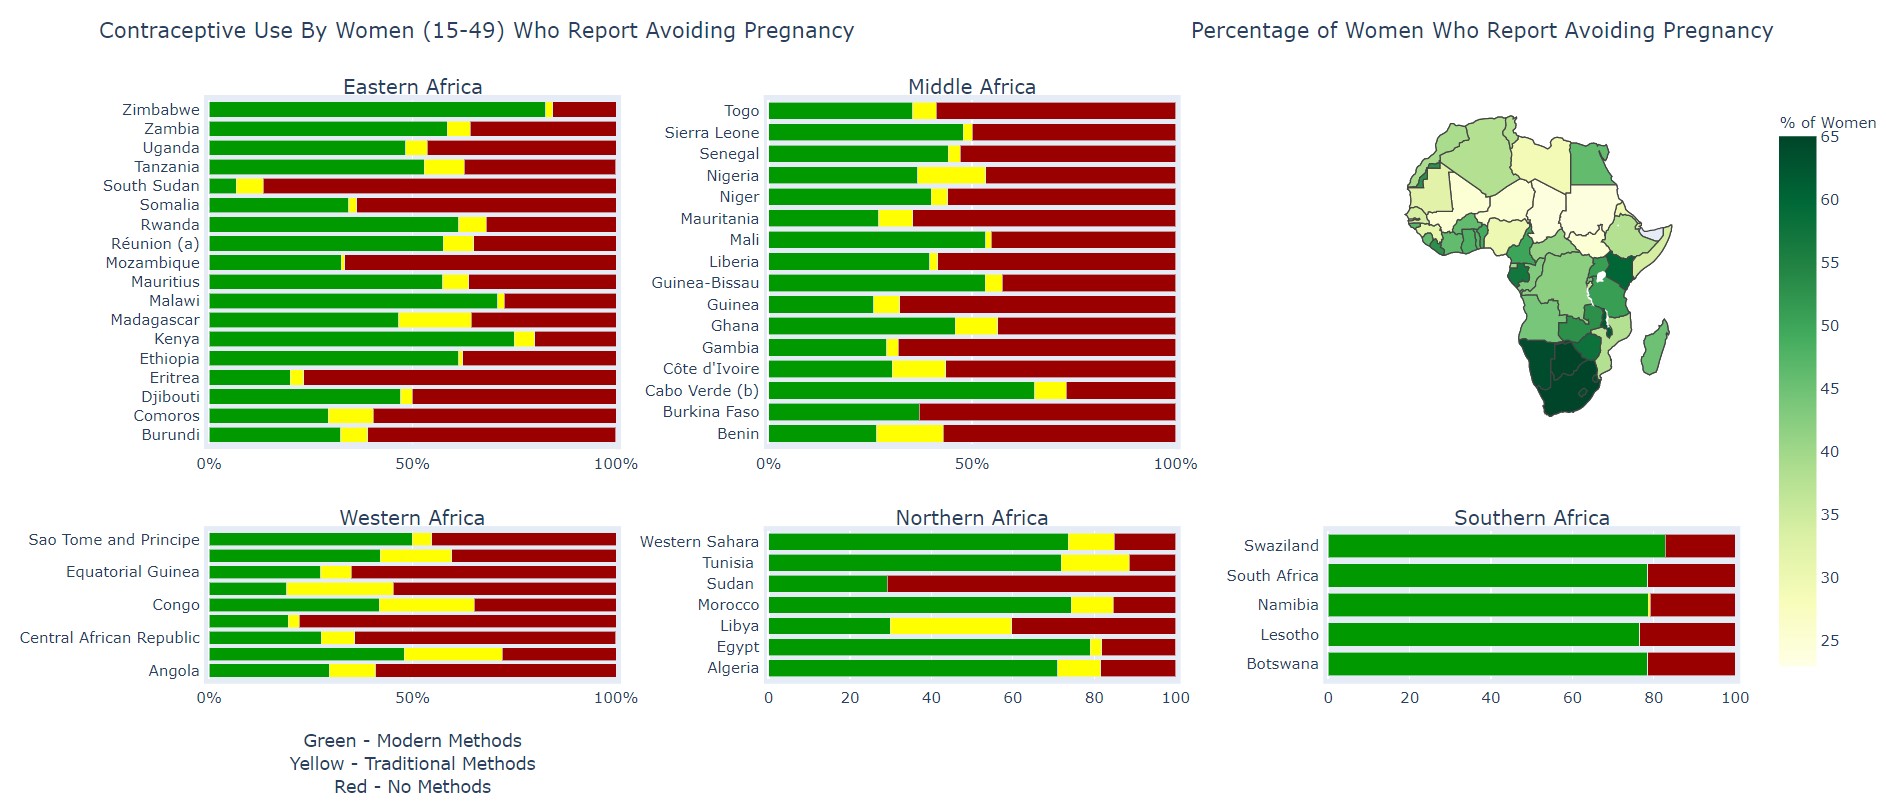 Contraceptive Use By Women (15-49) Who Report Avoiding Pregnancy
Percentage of Women Who Report Avoiding Pregnancy
Eastern Africa
Zimbabwe
Zambia
Uganda
Tanzania
South Sudan
Somalia
Rwanda
Réunion (a)
Mozambique
Mauritius
Malawi
Madagascar
Kenya
Ethiopia
Eritrea
Djibouti
Comoros
Burundi
0%
50%
100%
Middle Africa
Togo
Sierra Leone
Senegal
Nigeria
Niger
Mauritania
Mali
Liberia
Guinea-Bissau
Guinea
Ghana
Gambia
Côte d'Ivoire
Cabo Verde (b)
Burkina Faso
Benin
0%
50%
100%
% of Women
65
60
55
50
45
40
35
30
25
Western Africa
Sao Tome and Principe
Equatorial Guinea
Congo
Central African Republic
Angola
0%
50%
100%
Northern Africa
Western Sahara
Tunisia
Sudan
Morocco
Libya
Egypt
Algeria
0
20
40
60
80
100
Southern Africa
Swaziland
South Africa
Namibia
Lesotho
Botswana
0
20
40
60
80
100
Green - Modern Methods
Yellow - Traditional Methods
Red - No Methods